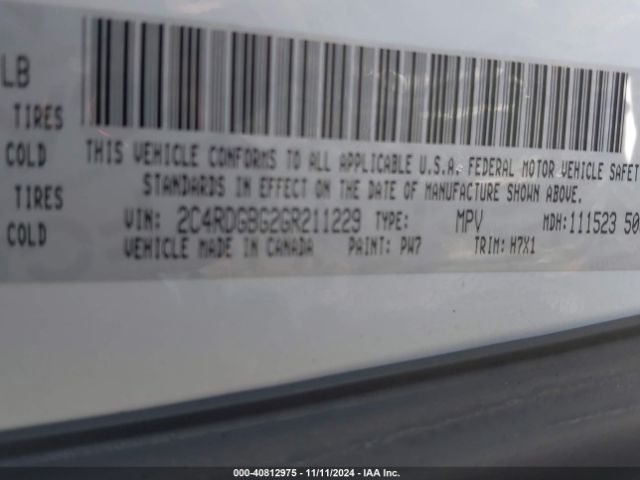 LB
TIRES
COLD
TIRES
COLD
THIS VEHICLE CONFORMS TO ALL APPLICABLE U.S.A. FEDERAL MOTOR VEHICLE SAFET
STANDARDS IN EFFECT ON THE DATE OF MANUFACTURE SHOWN ABOVE.
VIN: 2C4RDGBG2GR211229 TYPE: MPV MDH:111523 50
VEHICLE MADE IN CANADA PAINT: PW7 TRIM: H7X1
000-40812975 - 11/11/2024 - IAA Inc.